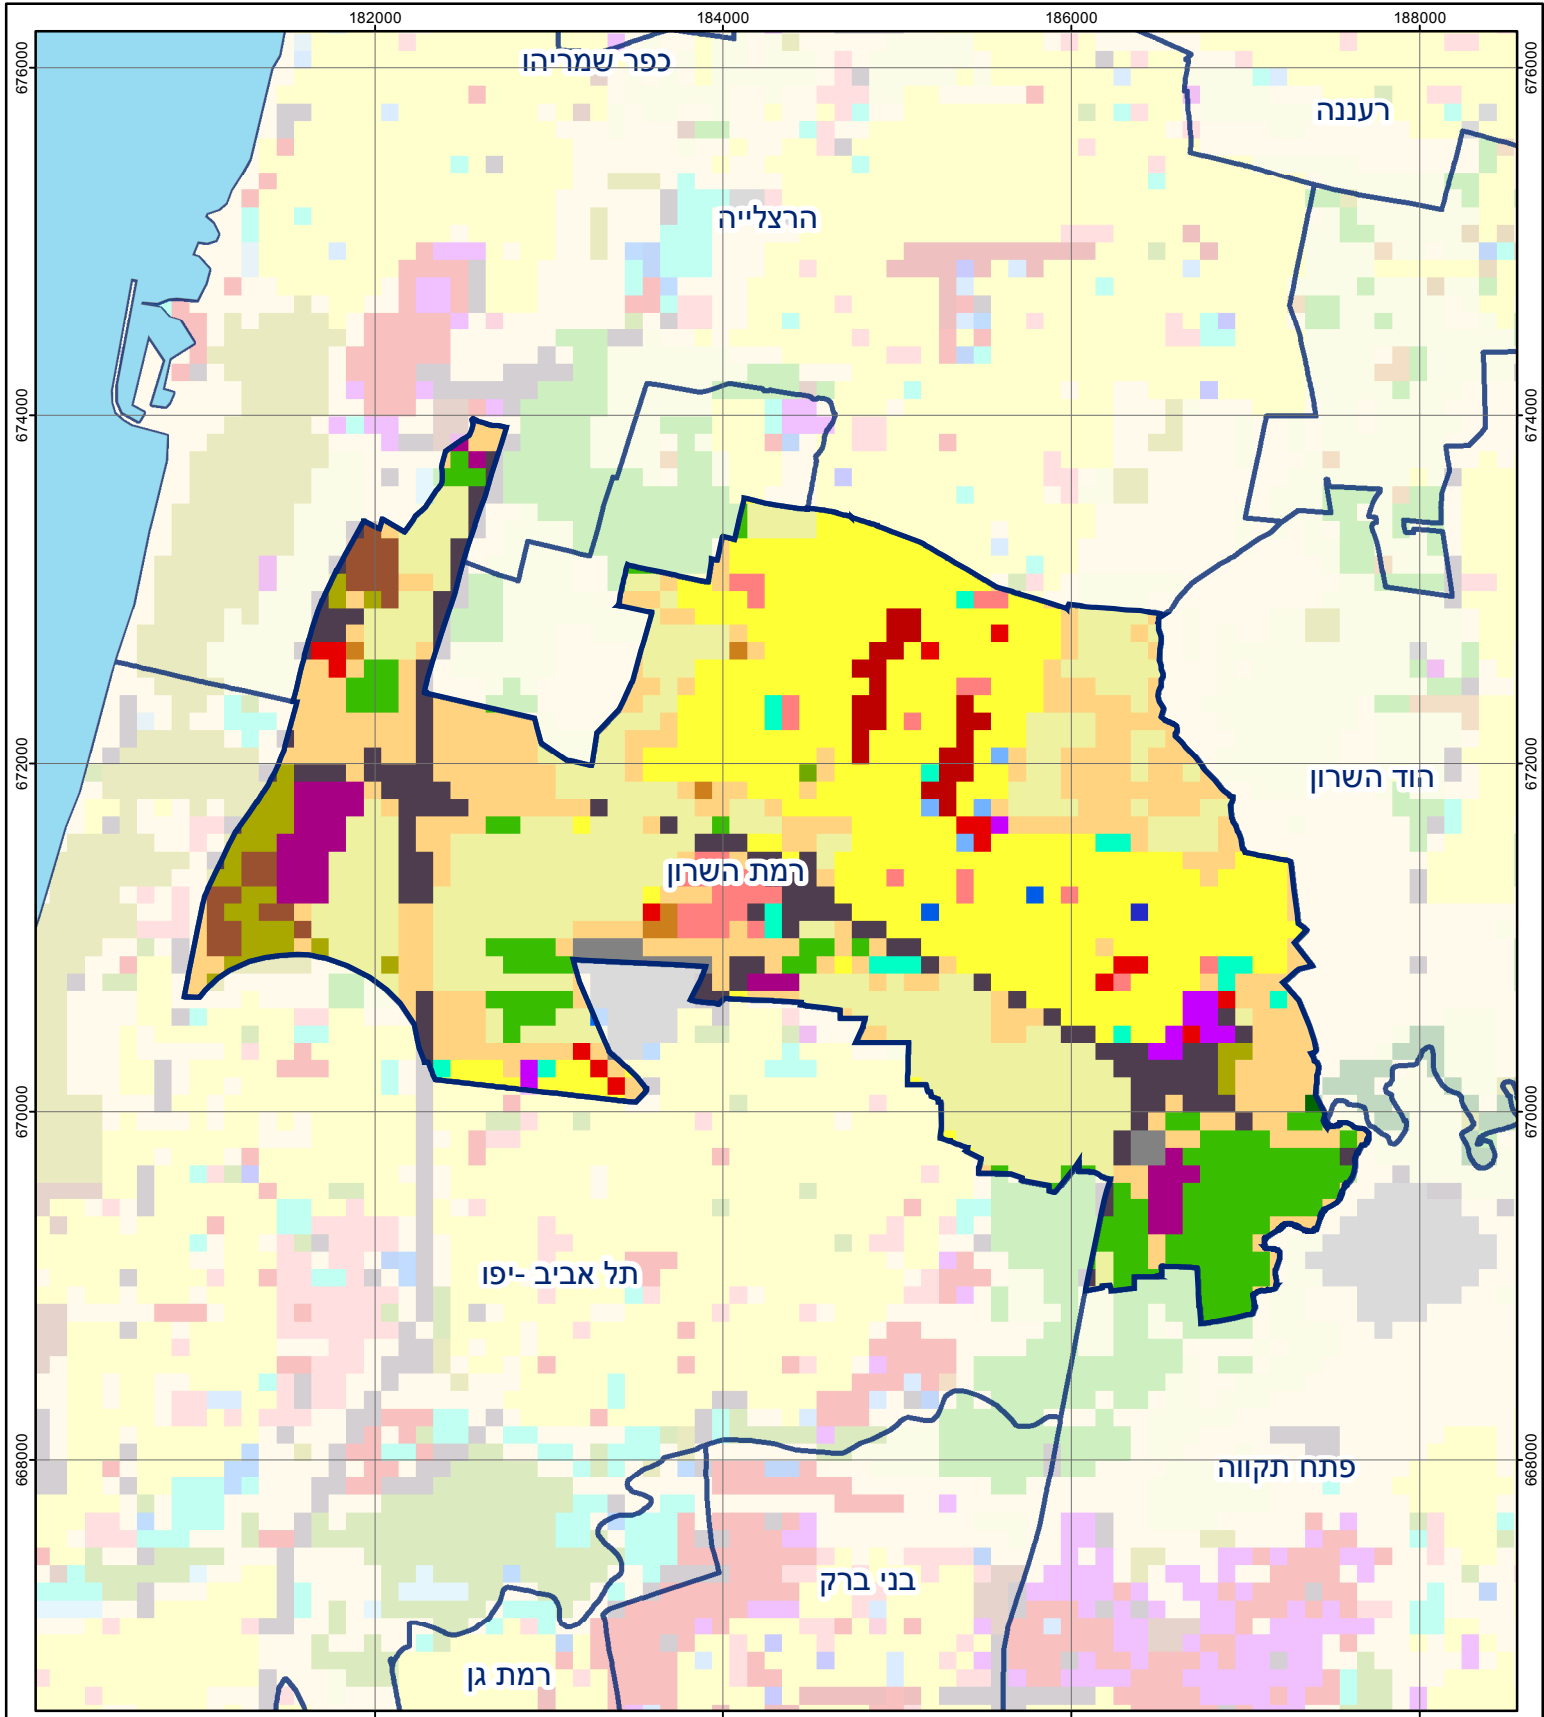 182000 184000 186000 188000
676000 676000
כפר שמריהו
רעננה
הרצלייה
674000 674000
672000 672000
הוד השרון
רמת השרון
670000 670000
תל אביב -יפו
668000 668000
פתח תקווה
בני ברק
רמת גן